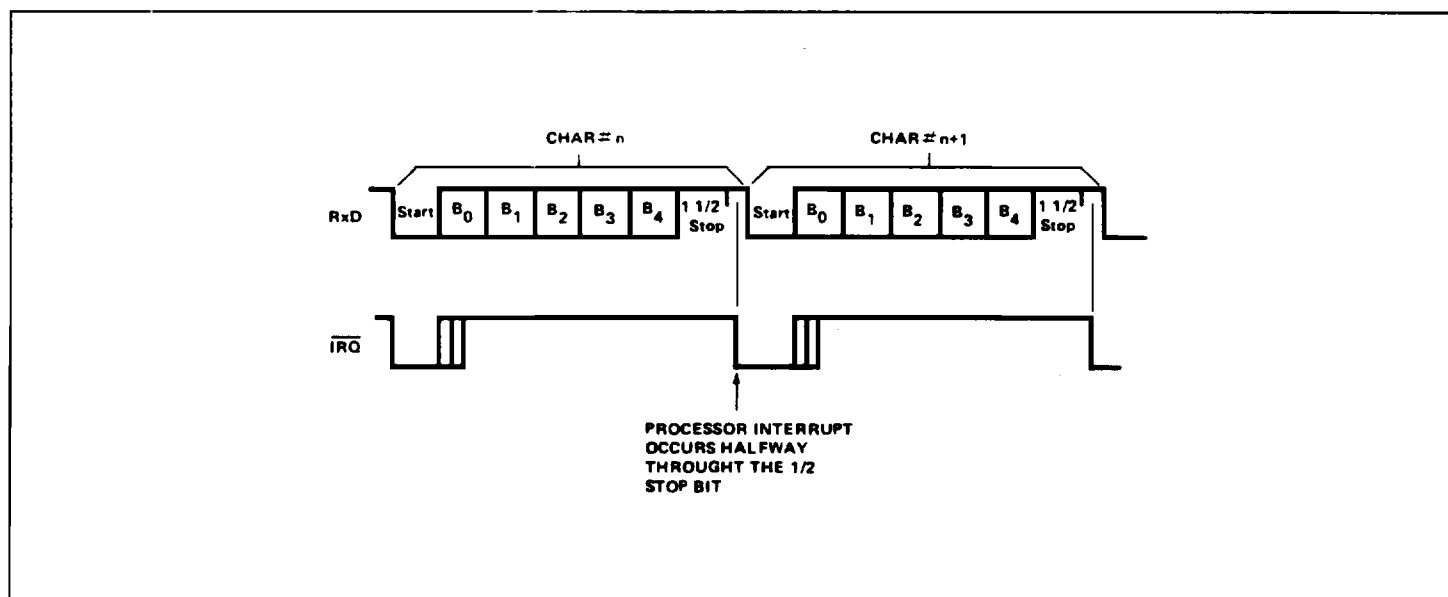 CHAR # n CHAR # n+1
RxD Start B₀ B₁ B₂ B₃ B₄ 1 1/2 Stop Start B₀ B₁ B₂ B₃ B₄ 1 1/2 Stop
IRQ
PROCESSOR INTERRUPT
OCCURS HALFWAY
THROUGHT THE 1/2
STOP BIT